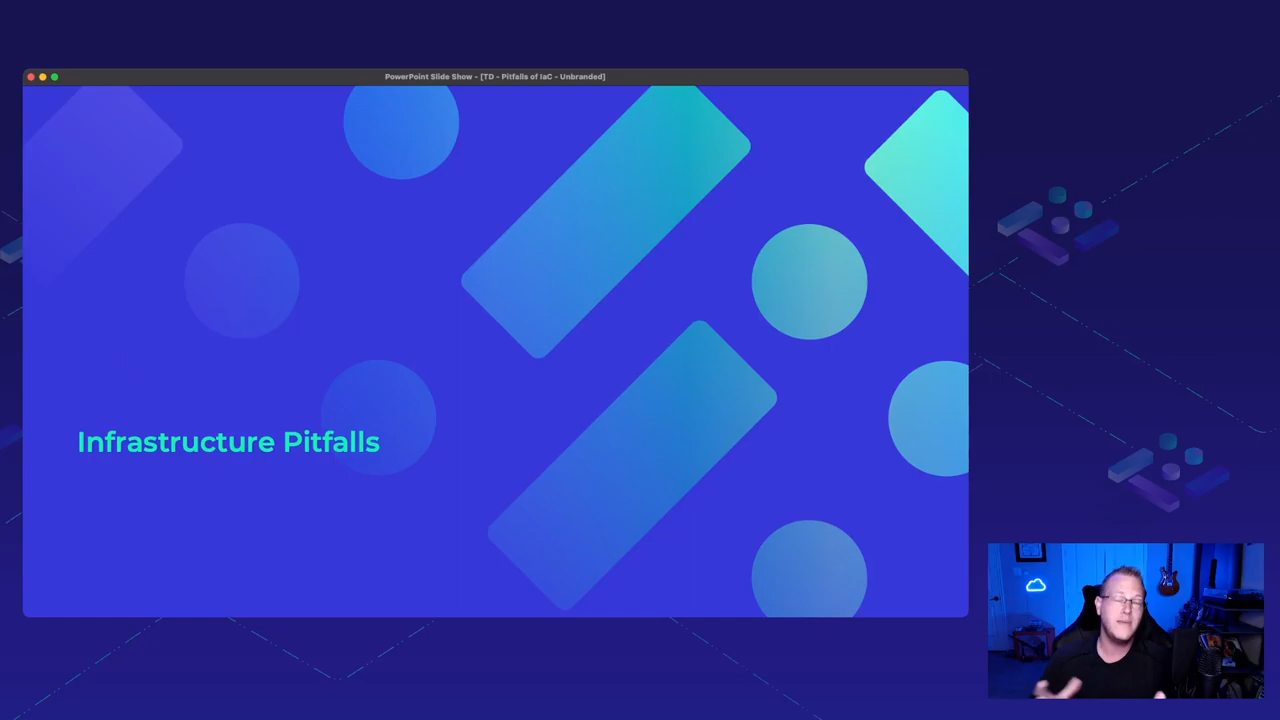 PowerPoint Slide Show - [TD - Pitfalls of IaC - Unbranded]
Infrastructure Pitfalls